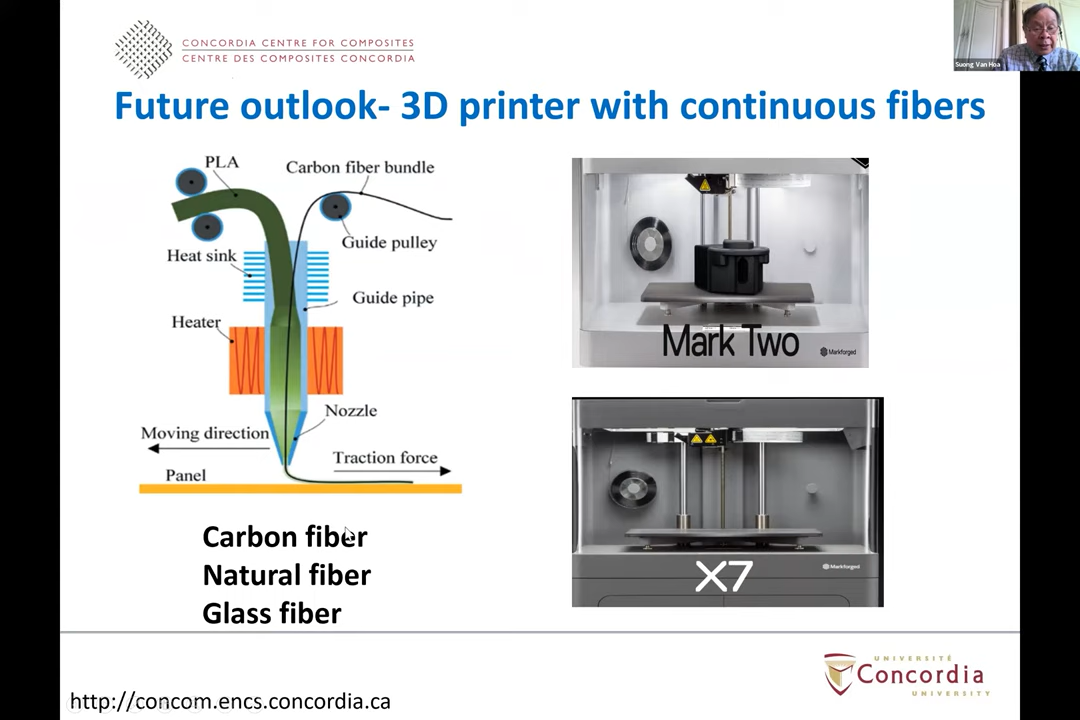 CONCORDIA CENTRE FOR COMPOSITES
CENTRE DES COMPOSITES CONCORDIA
Suong Van Hoa
Future outlook- 3D printer with continuous fibers
PLA
Carbon fiber bundle
Guide pulley
Heat sink
Guide pipe
Heater
Nozzle
Moving direction
Traction force
Panel
Mark Two
Markforged
X7
Markforged
Carbon fiber
Natural fiber
Glass fiber
UNIVERSITÉ
Concordia
UNIVERSITY
http://concom.encs.concordia.ca